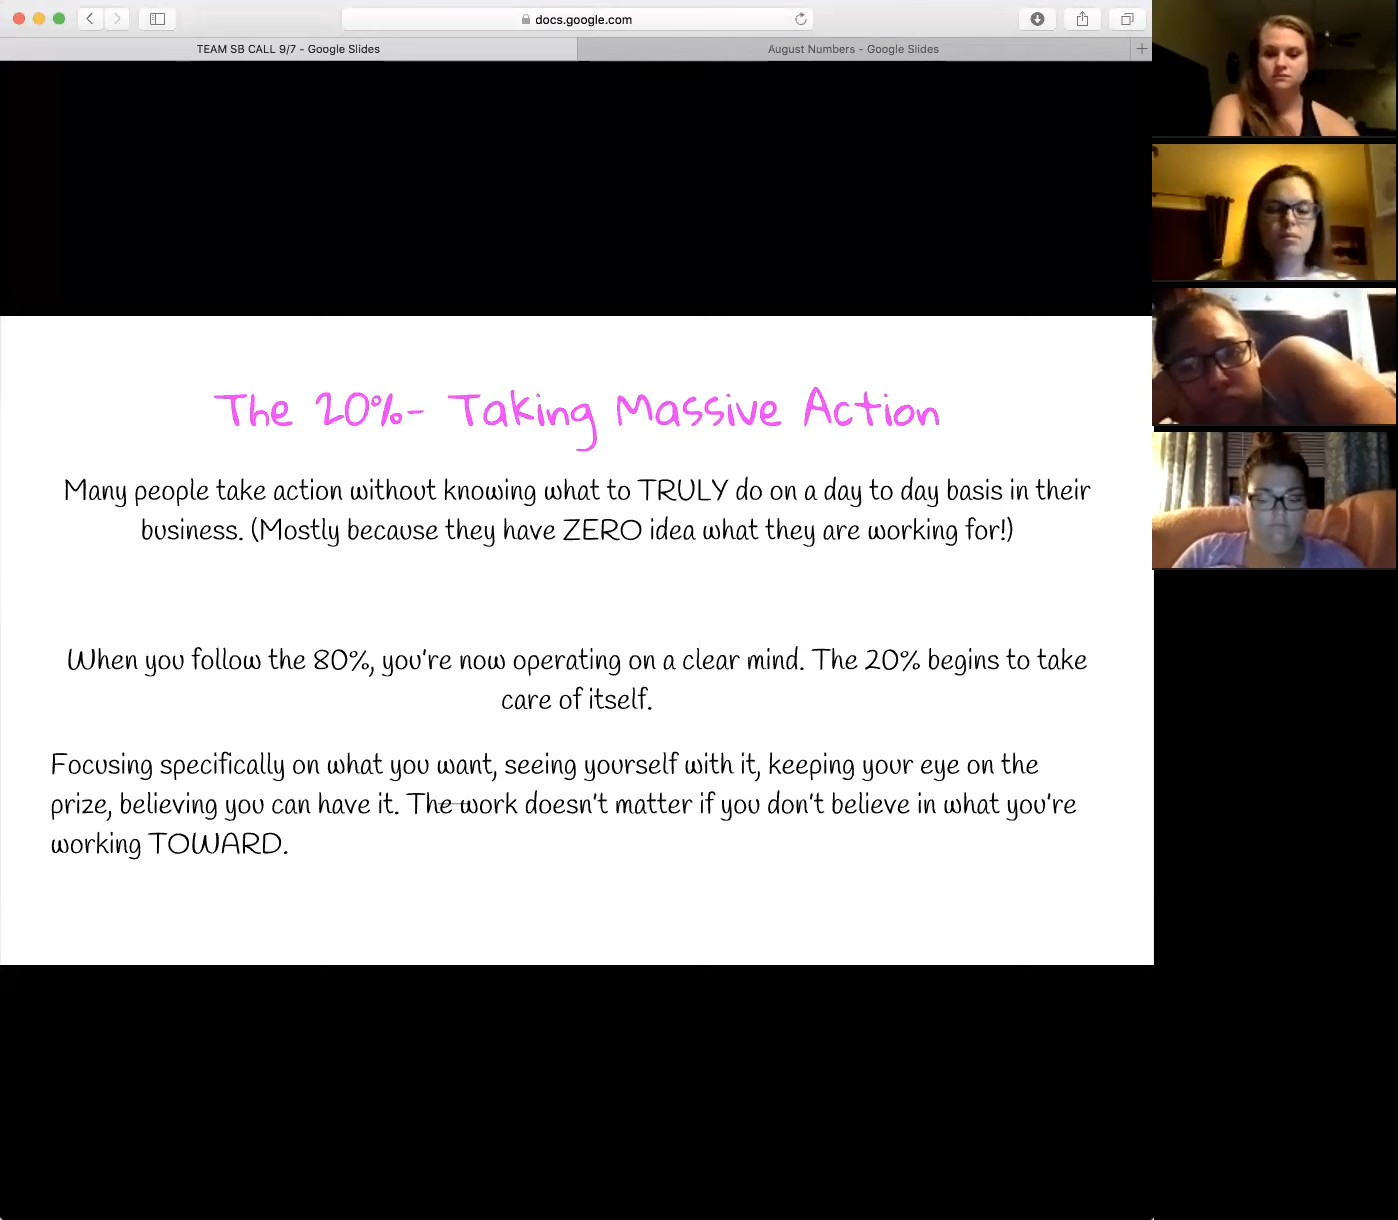 docs.google.com
TEAM SB CALL 9/7 - Google Slides
August Numbers - Google Slides
The 20%- Taking Massive Action
Many people take action without knowing what to TRULY do on a day to day basis in their
business. (Mostly because they have ZERO idea what they are working for!)
When you follow the 80%, you're now operating on a clear mind. The 20% begins to take
care of itself.
Focusing specifically on what you want, seeing yourself with it, keeping your eye on the
prize, believing you can have it. The work doesn't matter if you don't believe in what you're
working TOWARD.